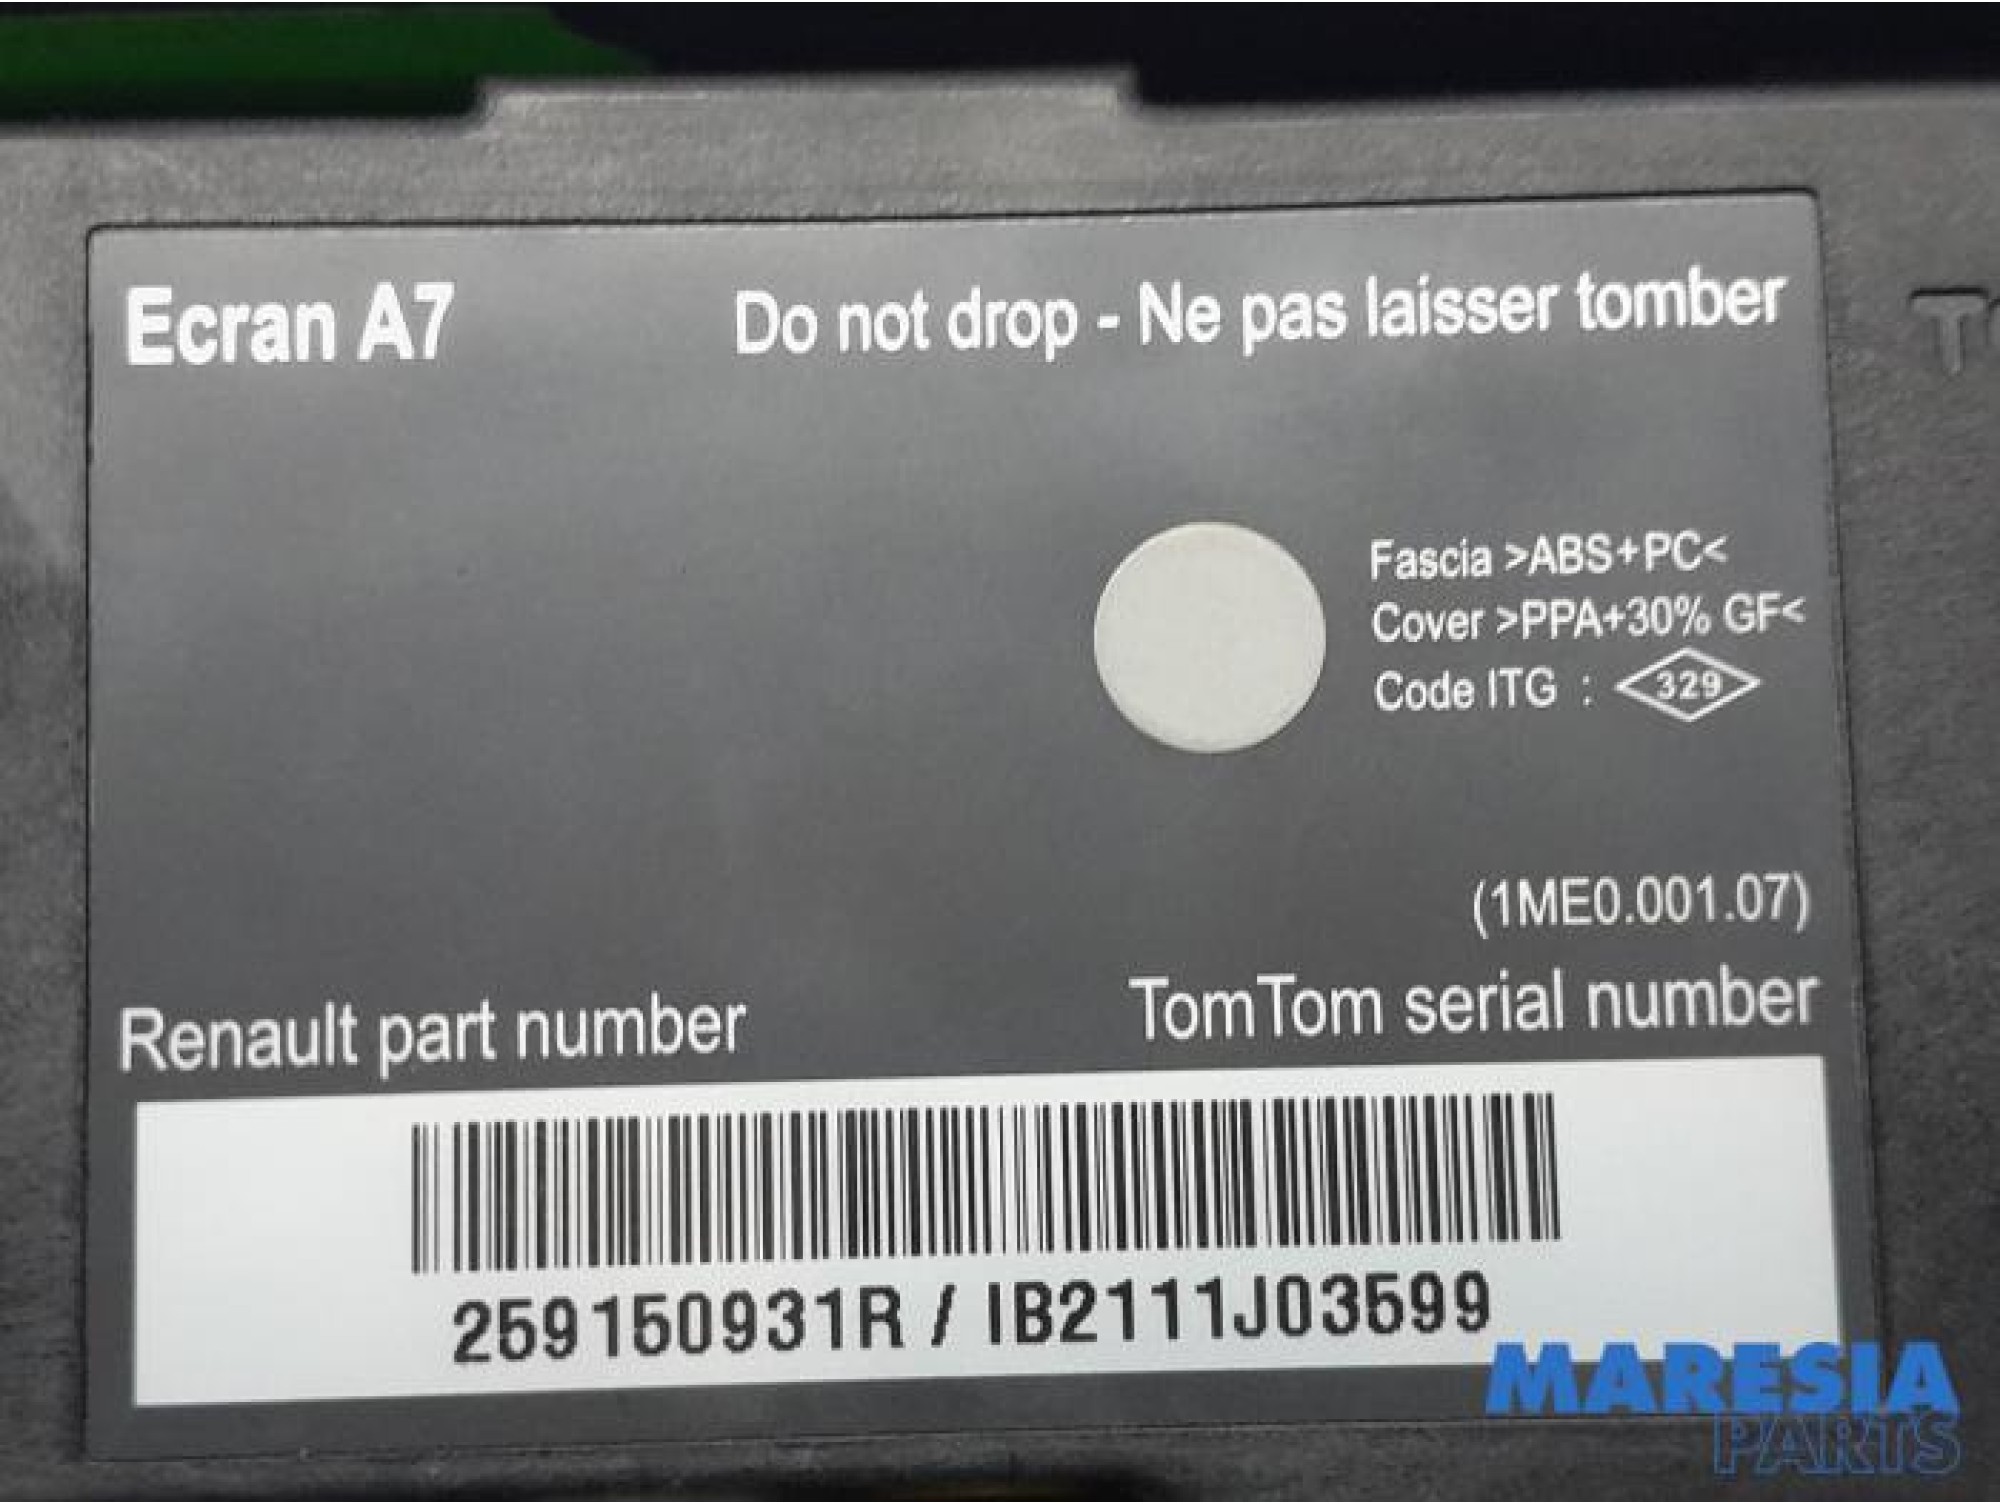 Ecran A7
Do not drop - Ne pas laisser tomber
Fascia >ABS+PC<
Cover >PPA+30% GF<
Code ITG : 329
(1ME0.001.07)
Renault part number
TomTom serial number
259150931R / IB2111J03599
MARESIA
PARTS